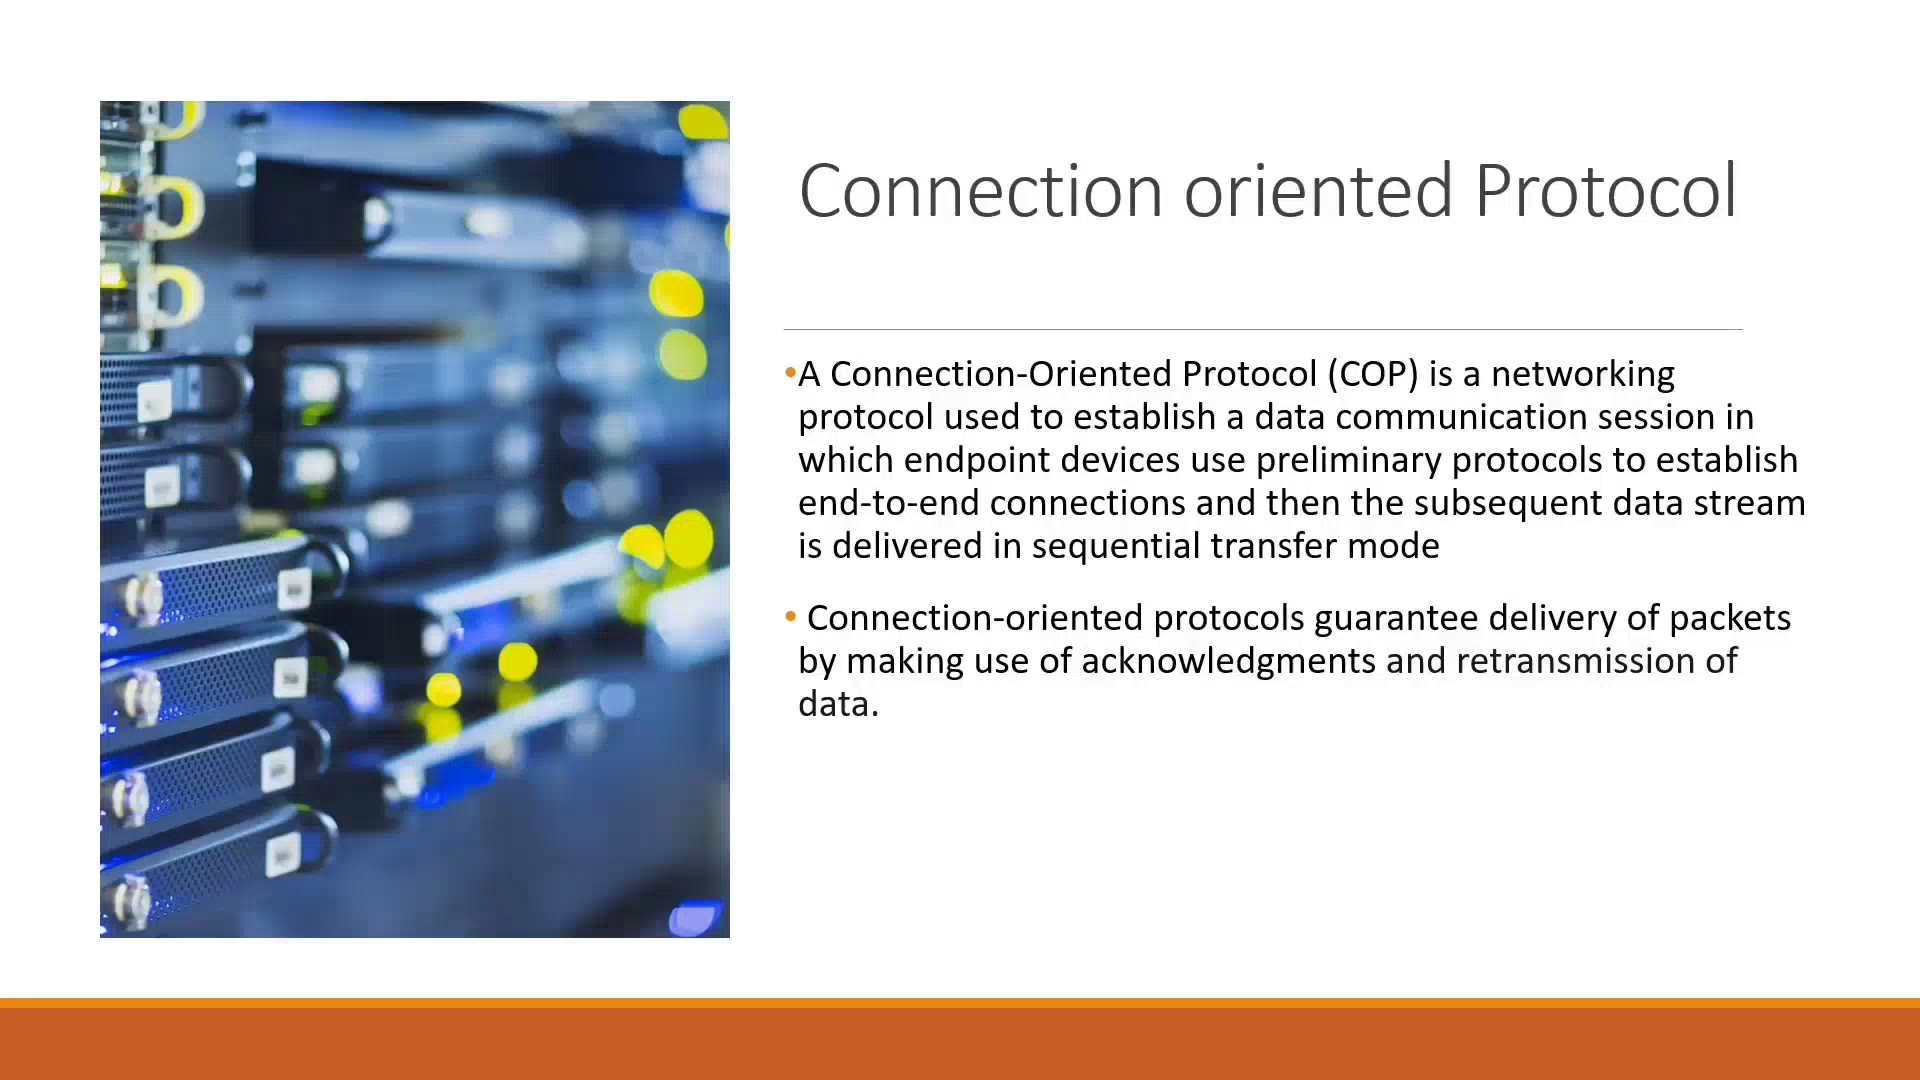 Connection oriented Protocol
•A Connection-Oriented Protocol (COP) is a networking
protocol used to establish a data communication session in
which endpoint devices use preliminary protocols to establish
end-to-end connections and then the subsequent data stream
is delivered in sequential transfer mode
• Connection-oriented protocols guarantee delivery of packets
by making use of acknowledgments and retransmission of
data.